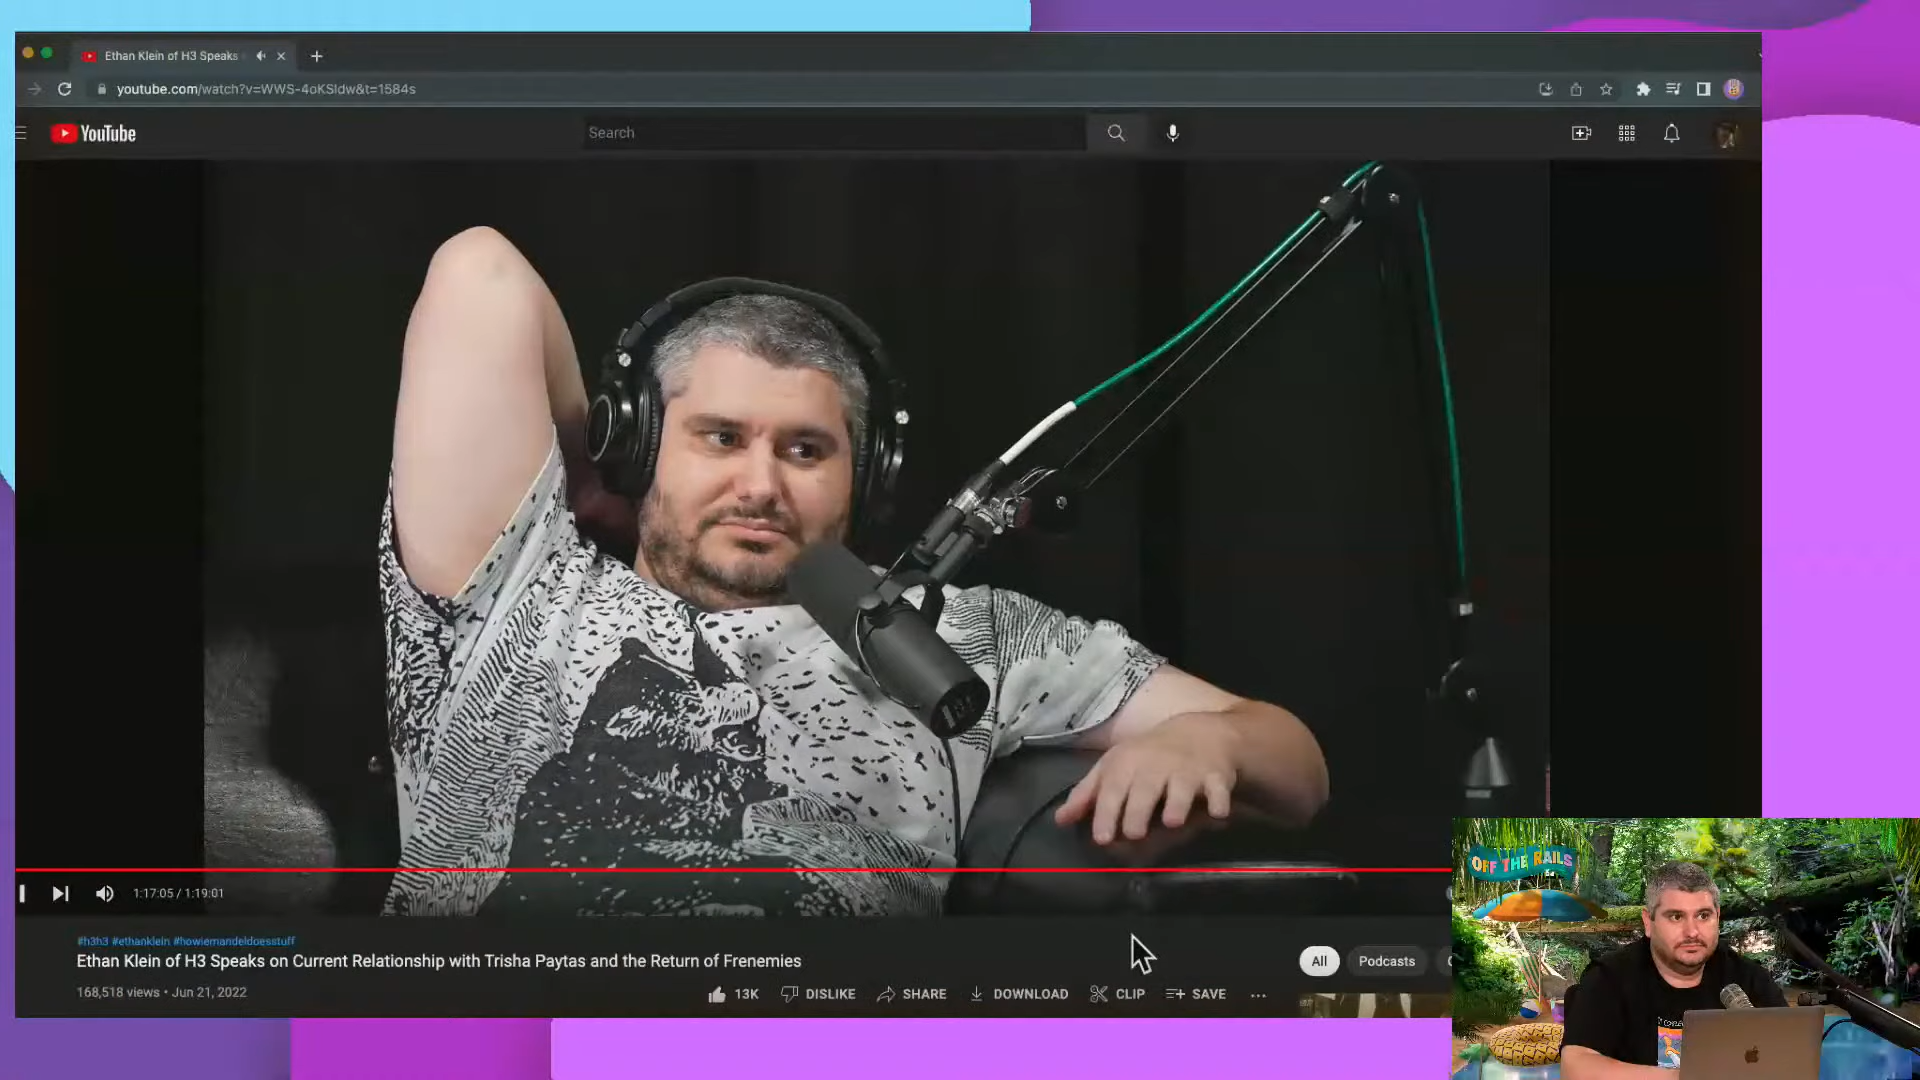 Ethan Klein of H3 Speaks
youtube.com/watch?v=WWS-4oKSIdw&t=1584s
YouTube
Search
1:17:05 / 1:19:01
#h3h3 #ethanklein #howiemandeldoesstuff
Ethan Klein of H3 Speaks on Current Relationship with Trisha Paytas and the Return of Frenemies
All
Podcasts
168,518 views • Jun 21, 2022
13K
DISLIKE
SHARE
DOWNLOAD
CLIP
SAVE
OFF THE RAILS